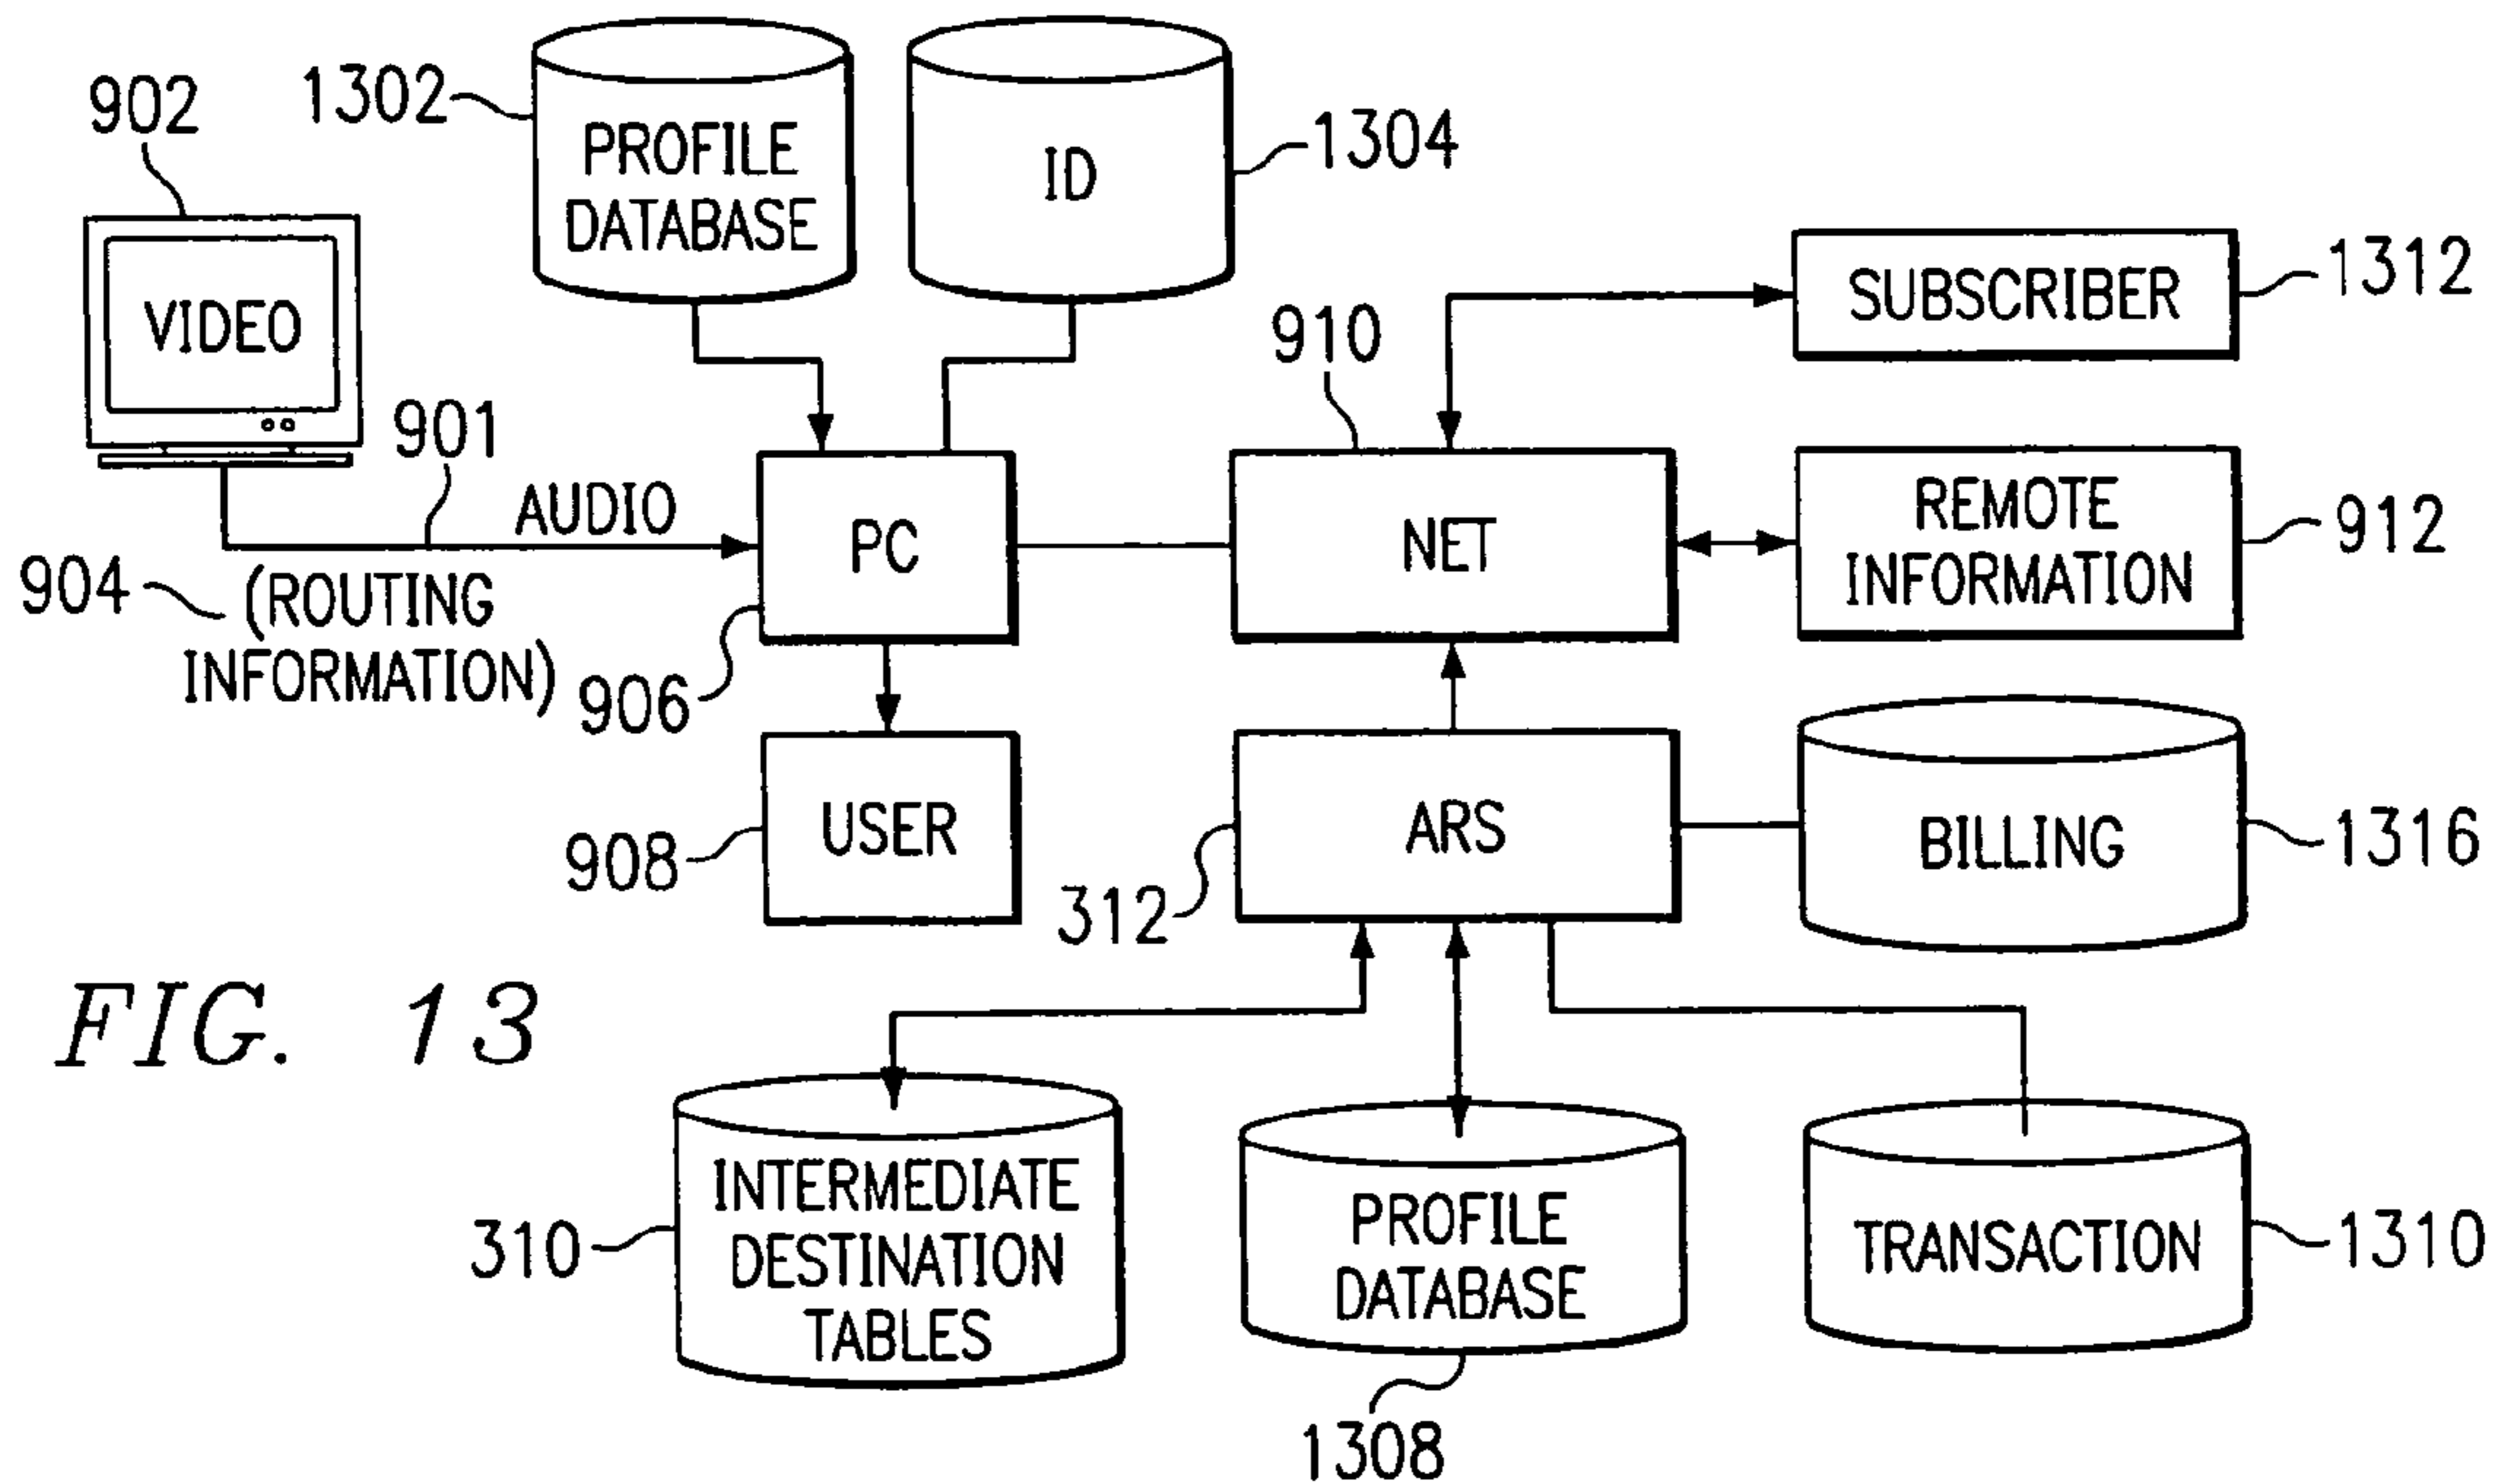 902
1302
PROFILE
DATABASE
ID
1304
VIDEO
910
SUBSCRIBER
1312
901
AUDIO
904
(ROUTING
INFORMATION)
PC
906
NET
REMOTE
INFORMATION
912
908
USER
312
ARS
BILLING
1316
FIG. 13
310
INTERMEDIATE
DESTINATION
TABLES
PROFILE
DATABASE
1308
TRANSACTION
1310